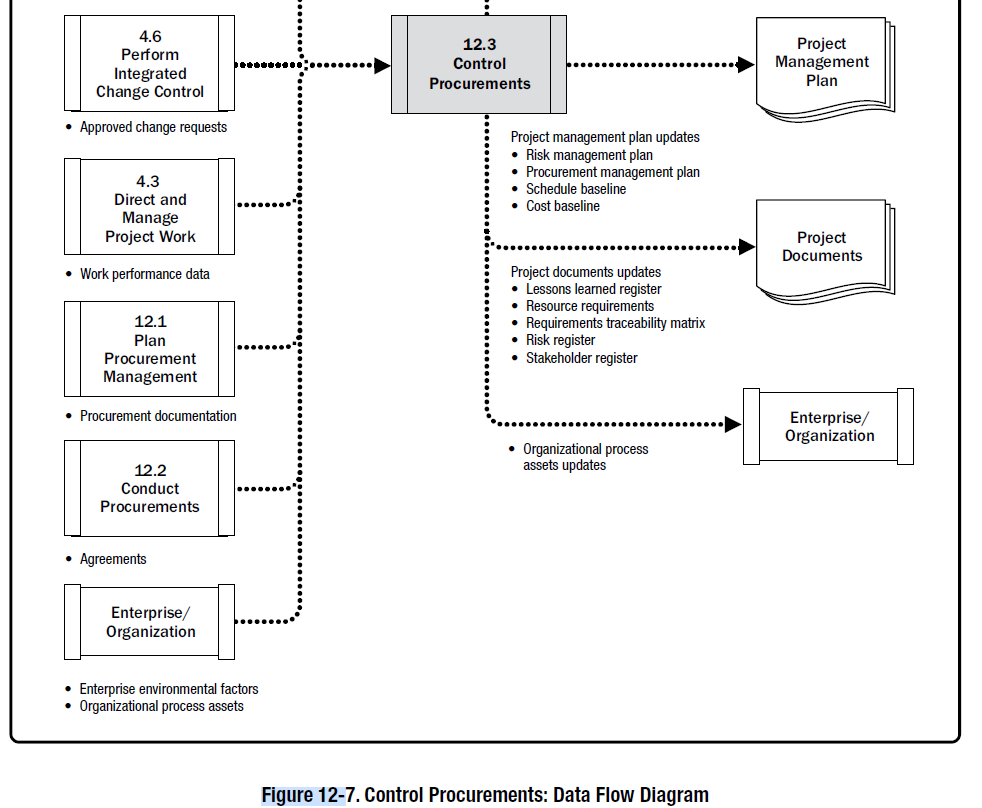 4.6
Perform
Integrated
Change Control
• Approved change requests
4.3
Direct and
Manage
Project Work
• Work performance data
12.1
Plan
Procurement
Management
• Procurement documentation
12.2
Conduct
Procurements
• Agreements
Enterprise/
Organization
• Enterprise environmental factors
• Organizational process assets
12.3
Control
Procurements
Project
Management
Plan
Project management plan updates
• Risk management plan
• Procurement management plan
• Schedule baseline
• Cost baseline
Project
Documents
Project documents updates
• Lessons learned register
• Resource requirements
• Requirements traceability matrix
• Risk register
• Stakeholder register
Enterprise/
Organization
• Organizational process
assets updates
Figure 12-7. Control Procurements: Data Flow Diagram